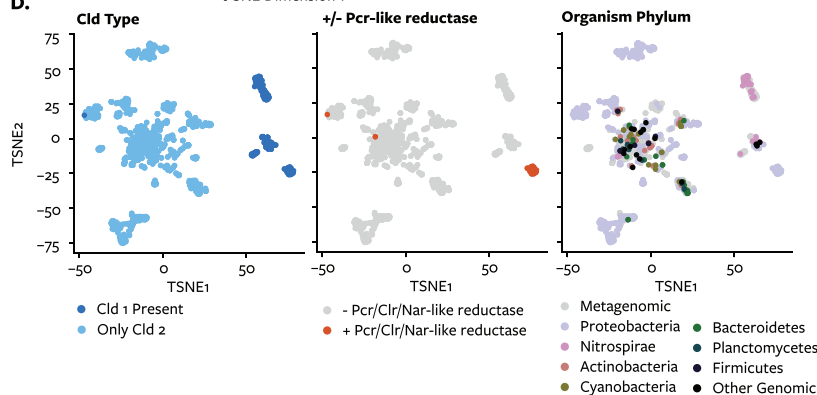 D.
Cld Type
+/- Pcr-like reductase
Organism Phylum
75
50
25
0
−25
−50
−75
TSNE2
−50 0 50
−50 0 50
−50 0 50
TSNE1
TSNE1
TSNE1
Cld 1 Present
Only Cld 2
- Pcr/Clr/Nar-like reductase
+ Pcr/Clr/Nar-like reductase
Metagenomic
Proteobacteria
Nitrospirae
Actinobacteria
Cyanobacteria
Bacteroidetes
Planctomycetes
Firmicutes
Other Genomic